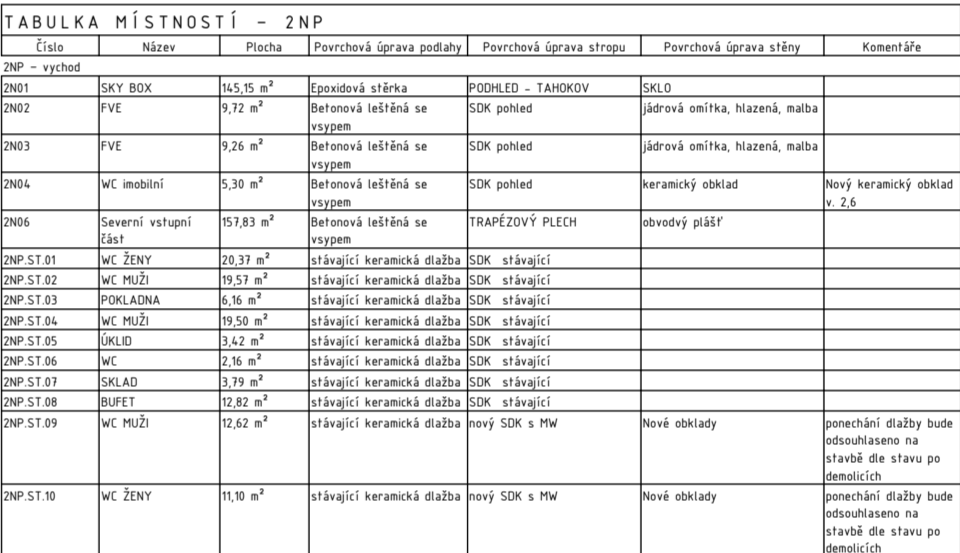 TABULKA MÍSTNOSTÍ – 2NP
Číslo Název Plocha Povrchová úprava podlahy Povrchová úprava stropu Povrchová úprava stěny Komentáře
2NP – vychod
2N01 SKY BOX 145,15 m² Epoxidová stěrka PODHLED - TAHOKOV SKLO
2N02 FVE 9,72 m² Betonová leštěná se SDK pohled jádrová omítka, hlazená, malba
vsypem
2N03 FVE 9,26 m² Betonová leštěná se SDK pohled jádrová omítka, hlazená, malba
vsypem
2N04 WC imobilní 5,30 m² Betonová leštěná se SDK pohled keramický obklad Nový keramický obklad
vsypem v. 2,6
2N06 Severní vstupní 157,83 m² Betonová leštěná se TRAPÉZOVÝ PLECH obvodvý plášť
část vsypem
2NP.ST.01 WC ŽENY 20,37 m² stávající keramická dlažba SDK stávající
2NP.ST.02 WC MUŽI 19,57 m² stávající keramická dlažba SDK stávající
2NP.ST.03 POKLADNA 6,16 m² stávající keramická dlažba SDK stávající
2NP.ST.04 WC MUŽI 19,50 m² stávající keramická dlažba SDK stávající
2NP.ST.05 ÚKLID 3,42 m² stávající keramická dlažba SDK stávající
2NP.ST.06 WC 2,16 m² stávající keramická dlažba SDK stávající
2NP.ST.07 SKLAD 3,79 m² stávající keramická dlažba SDK stávající
2NP.ST.08 BUFET 12,82 m² stávající keramická dlažba SDK stávající
2NP.ST.09 WC MUŽI 12,62 m² stávající keramická dlažba nový SDK s MW Nové obklady ponechání dlažby bude
odsouhlaseno na
stavbě dle stavu po
demolicích
2NP.ST.10 WC ŽENY 11,10 m² stávající keramická dlažba nový SDK s MW Nové obklady ponechání dlažby bude
odsouhlaseno na
stavbě dle stavu po
demolicích